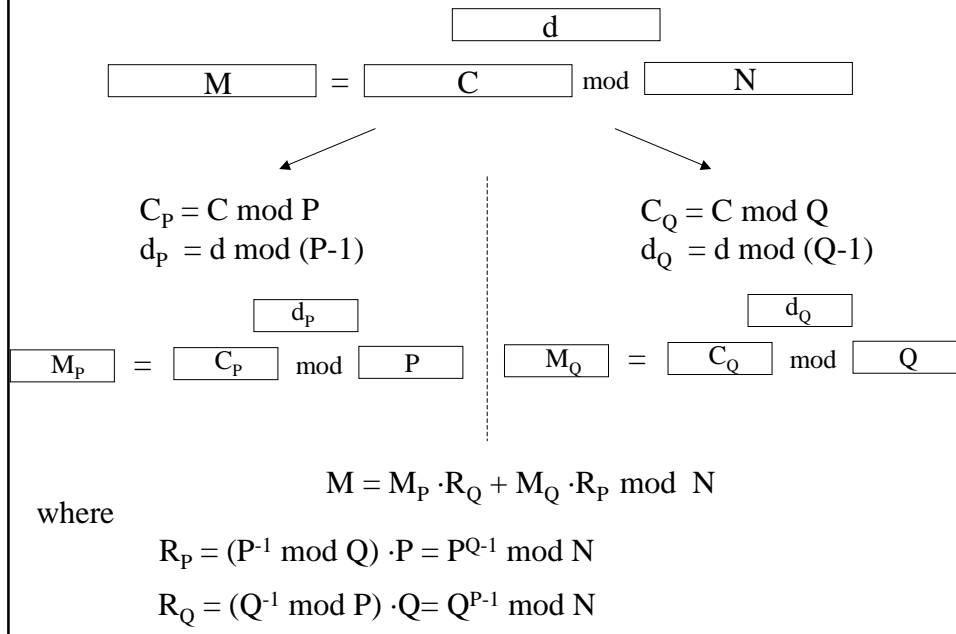 d
M = C mod N
C_P = C mod P
d_P = d mod (P-1)
C_Q = C mod Q
d_Q = d mod (Q-1)
d_P
M_P = C_P mod P
d_Q
M_Q = C_Q mod Q
M = M_P ·R_Q + M_Q ·R_P mod N
where
R_P = (P^-1 mod Q) ·P = P^Q-1 mod N
R_Q = (Q^-1 mod P) ·Q= Q^P-1 mod N